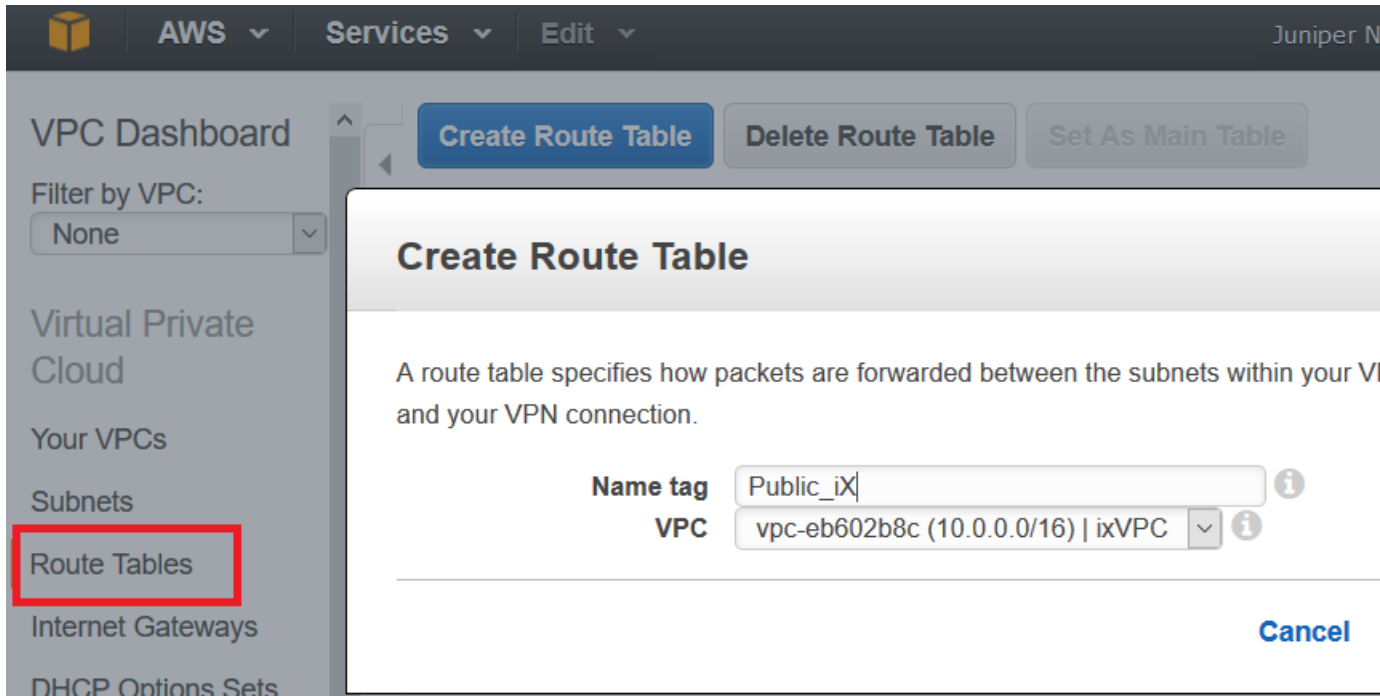 AWS Services Edit Juniper N
VPC Dashboard
Create Route Table Delete Route Table Set As Main Table
Filter by VPC:
None
Create Route Table
Virtual Private
Cloud
A route table specifies how packets are forwarded between the subnets within your VP
and your VPN connection.
Your VPCs
Name tag Public_iX
Subnets
VPC vpc-eb602b8c (10.0.0.0/16) | ixVPC
Route Tables
Internet Gateways
Cancel
DHCP Options Sets